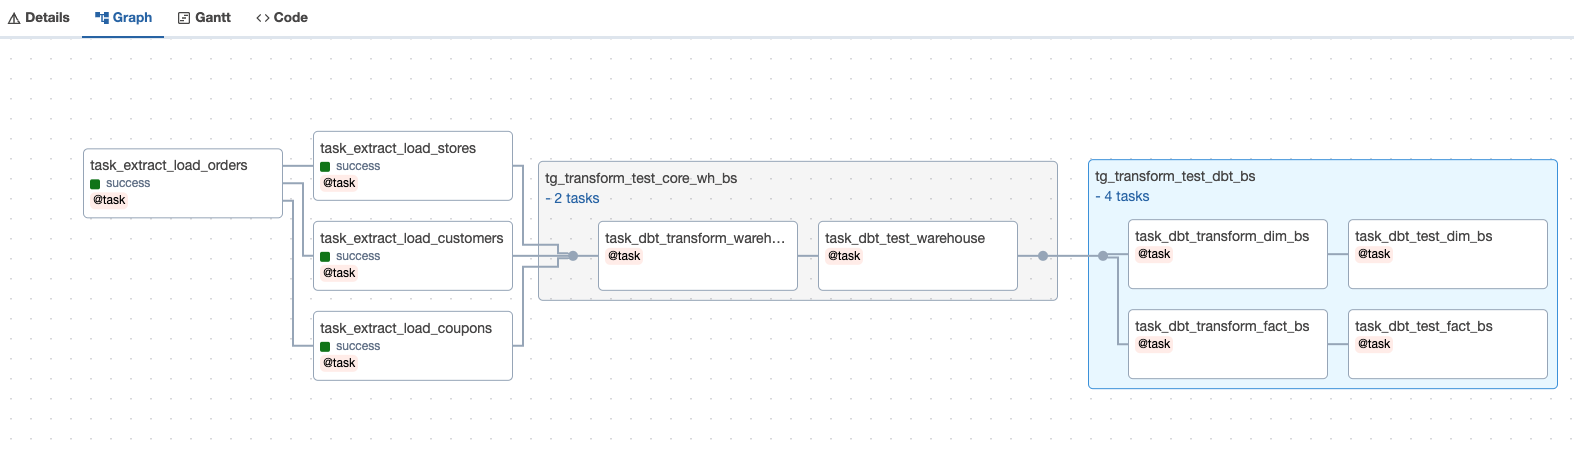 Details
Graph
Gantt
Code
task_extract_load_orders
success
@task
task_extract_load_stores
success
@task
task_extract_load_customers
success
@task
task_extract_load_coupons
success
@task
tg_transform_test_core_wh_bs
- 2 tasks
task_dbt_transform_wareh...
@task
task_dbt_test_warehouse
@task
tg_transform_test_dbt_bs
- 4 tasks
task_dbt_transform_dim_bs
@task
task_dbt_test_dim_bs
@task
task_dbt_transform_fact_bs
@task
task_dbt_test_fact_bs
@task